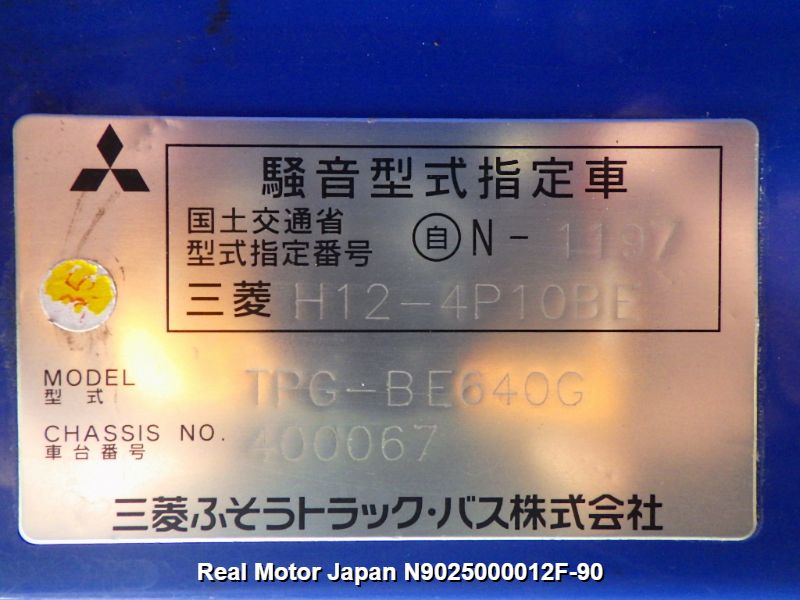 騒音型式指定車
国土交通省
型式指定番号 自 N - 1107
三菱 H12-4P10BE
MODEL
型式 TPG-BE640G
CHASSIS NO.
車台番号 400067
三菱ふそうトラック・バス株式会社
Real Motor Japan N9025000012F-90